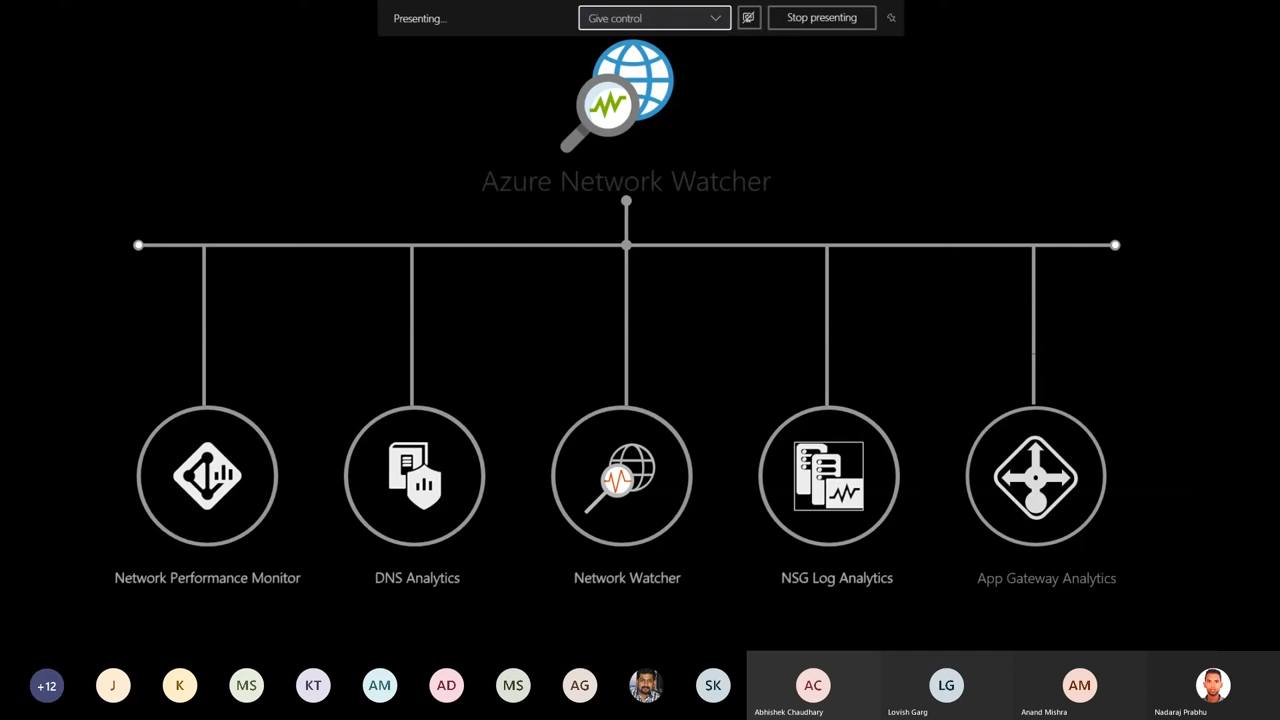 Presenting...
Give control
Stop presenting
Azure Network Watcher
Network Performance Monitor
DNS Analytics
Network Watcher
NSG Log Analytics
App Gateway Analytics
+12
J
K
MS
KT
AM
AD
MS
AG
SK
AC
LG
AM
Abhishek Chaudhary
Lovish Garg
Anand Mishra
Nadaraj Prabhu